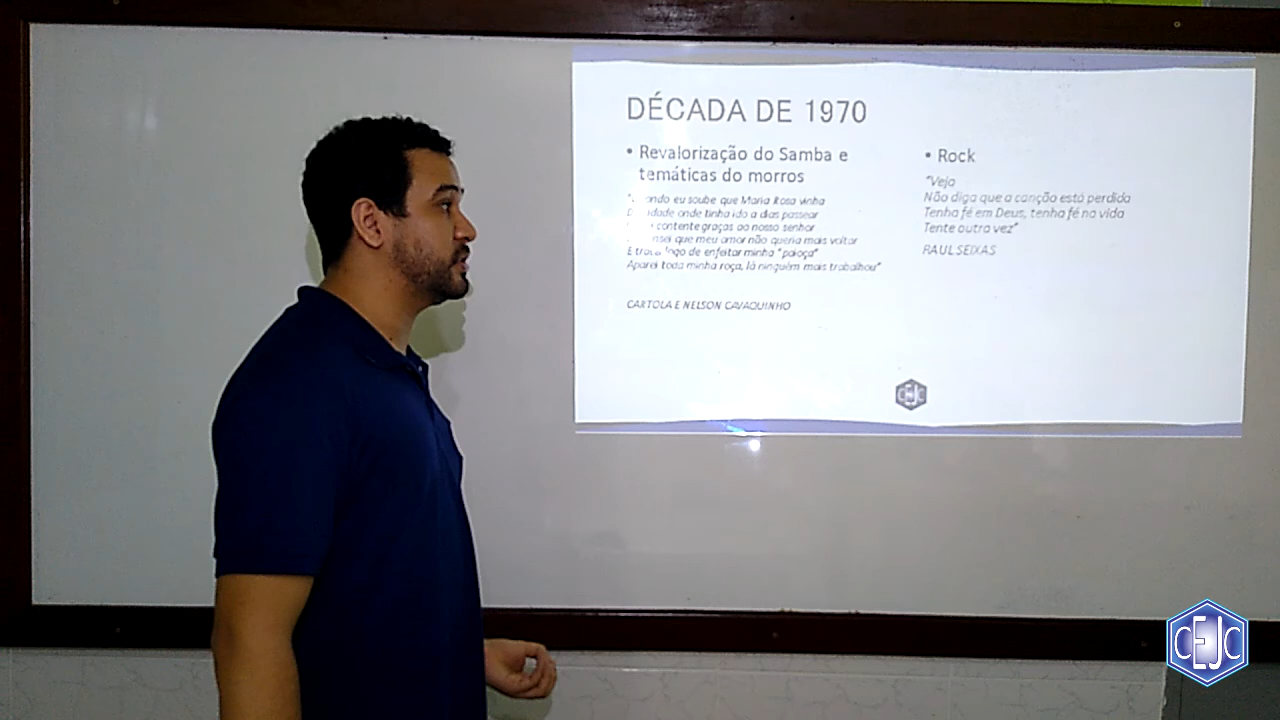 DÉCADA DE 1970
• Revalorização do Samba e
temáticas do morros
eu soube que Maria Rosa vinha
onde tinha ido a dias passear
contente graças ao nosso senhor
que meu amor não queria mais voltar
E logo de enfeitar minha "paioça"
Aparei toda minha roça, lá ninguém mais trabalhou"
CARTOLA E NELSON CAVAQUINHO
• Rock
"Veja
Não diga que a canção está perdida
Tenha fé em Deus, tenha fé na vida
Tente outra vez"
RAUL SEIXAS
CEJC
CEJC